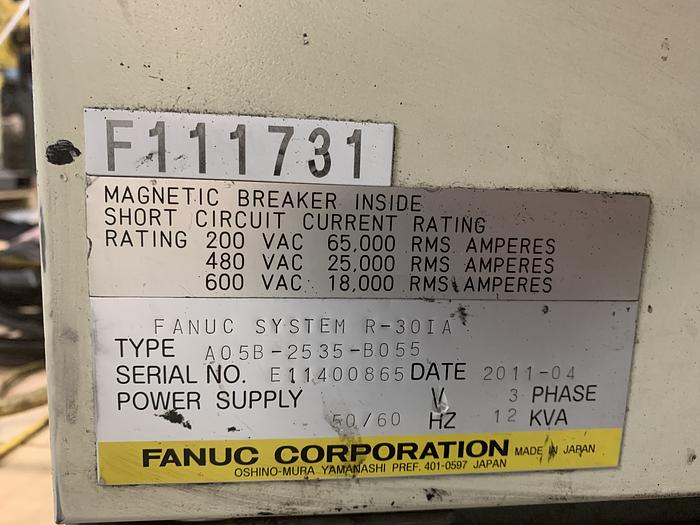 F111731
MAGNETIC BREAKER INSIDE
SHORT CIRCUIT CURRENT RATING
RATING 200 VAC 65,000 RMS AMPERES
480 VAC 25,000 RMS AMPERES
600 VAC 18,000 RMS AMPERES
FANUC SYSTEM R-30IA
TYPE A05B-2535-B055
SERIAL NO. E11400865 DATE 2011-04
POWER SUPPLY V 3 PHASE
50/60 HZ 12 KVA
FANUC CORPORATION MADE IN JAPAN
OSHINO-MURA YAMANASHI PREF. 401-0597 JAPAN